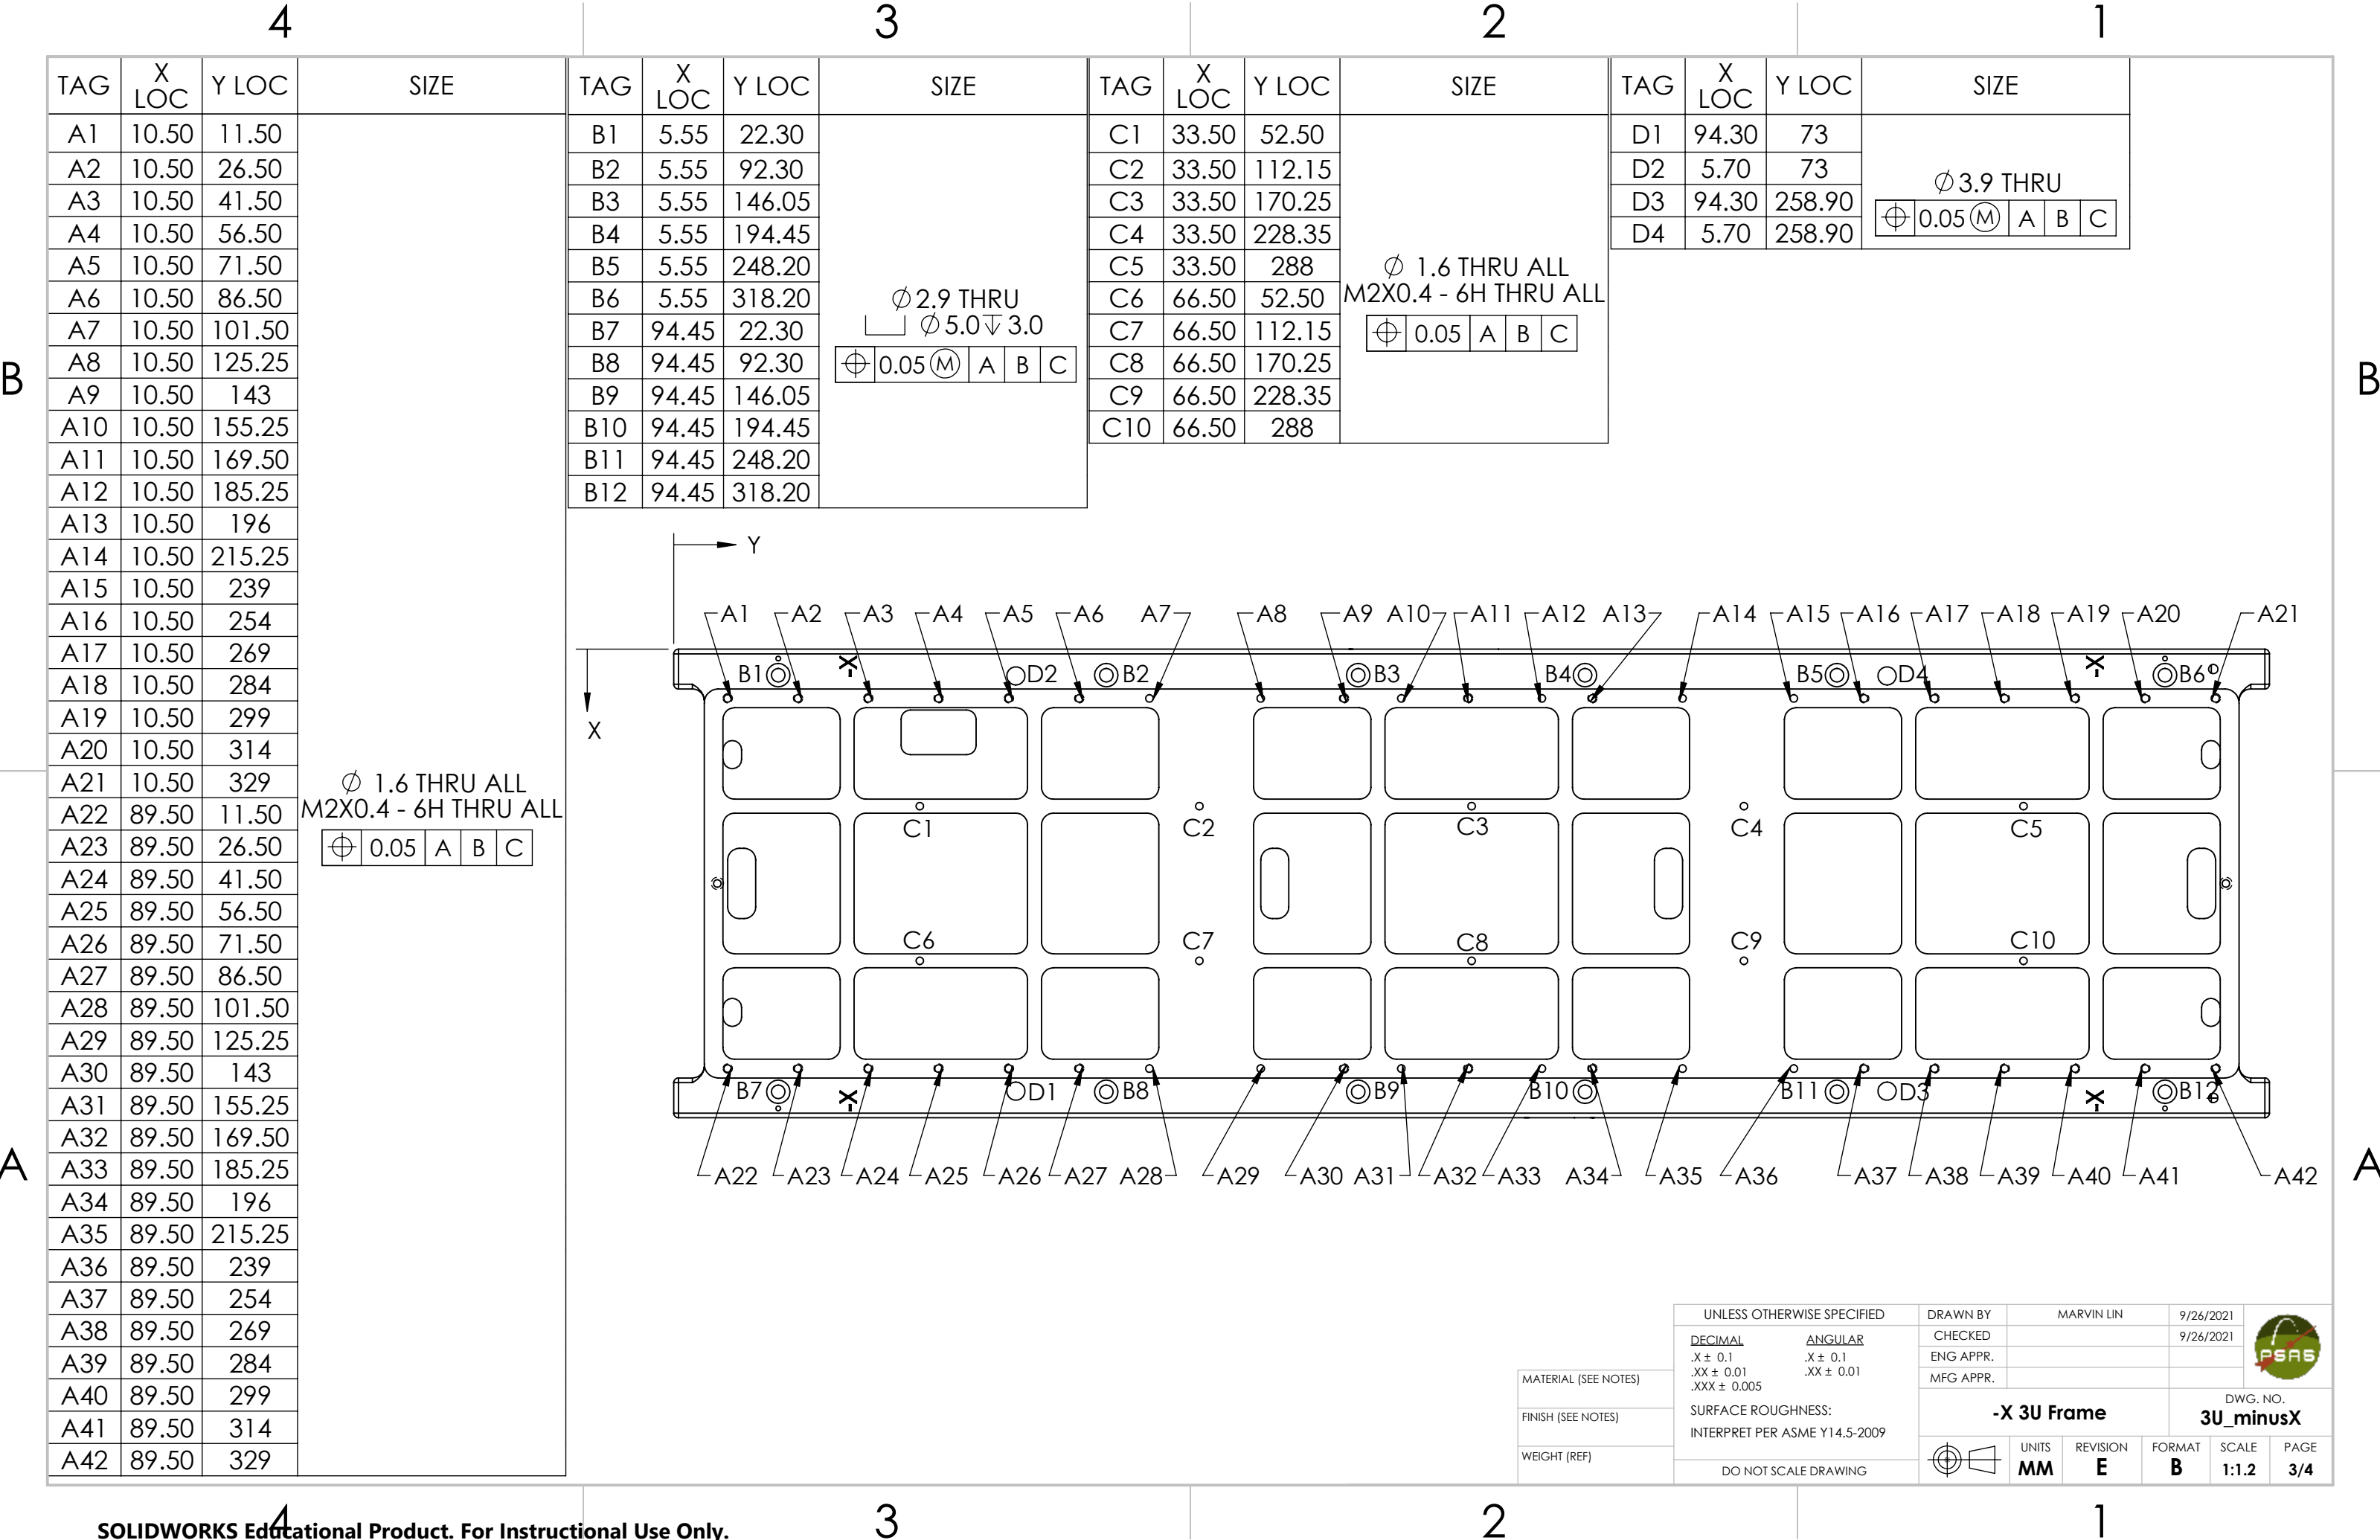 4 3 2 1
TAG X LOC Y LOC SIZE
A1 10.50 11.50
A2 10.50 26.50
A3 10.50 41.50
A4 10.50 56.50
A5 10.50 71.50
A6 10.50 86.50
A7 10.50 101.50
A8 10.50 125.25
A9 10.50 143
A10 10.50 155.25
A11 10.50 169.50
A12 10.50 185.25
A13 10.50 196
A14 10.50 215.25
A15 10.50 239
A16 10.50 254
A17 10.50 269
A18 10.50 284
A19 10.50 299
A20 10.50 314
A21 10.50 329
A22 89.50 11.50
A23 89.50 26.50
A24 89.50 41.50
A25 89.50 56.50
A26 89.50 71.50
A27 89.50 86.50
A28 89.50 101.50
A29 89.50 125.25
A30 89.50 143
A31 89.50 155.25
A32 89.50 169.50
A33 89.50 185.25
A34 89.50 196
A35 89.50 215.25
A36 89.50 239
A37 89.50 254
A38 89.50 269
A39 89.50 284
A40 89.50 299
A41 89.50 314
A42 89.50 329
∅ 1.6 THRU ALL
M2X0.4 - 6H THRU ALL
⌖ 0.05 A B C
TAG X LOC Y LOC SIZE
B1 5.55 22.30
B2 5.55 92.30
B3 5.55 146.05
B4 5.55 194.45
B5 5.55 248.20
B6 5.55 318.20
B7 94.45 22.30
B8 94.45 92.30
B9 94.45 146.05
B10 94.45 194.45
B11 94.45 248.20
B12 94.45 318.20
∅ 2.9 THRU
⌴ ∅ 5.0 ↧ 3.0
⌖ 0.05 Ⓜ A B C
TAG X LOC Y LOC SIZE
C1 33.50 52.50
C2 33.50 112.15
C3 33.50 170.25
C4 33.50 228.35
C5 33.50 288
C6 66.50 52.50
C7 66.50 112.15
C8 66.50 170.25
C9 66.50 228.35
C10 66.50 288
∅ 1.6 THRU ALL
M2X0.4 - 6H THRU ALL
⌖ 0.05 A B C
TAG X LOC Y LOC SIZE
D1 94.30 73
D2 5.70 73
D3 94.30 258.90
D4 5.70 258.90
∅ 3.9 THRU
⌖ 0.05 Ⓜ A B C
B B
Y
X
A1 A2 A3 A4 A5 A6 A7 A8 A9 A10 A11 A12 A13 A14 A15 A16 A17 A18 A19 A20 A21
B1 -X D2 B2 B3 B4 B5 D4 -X B6
C1 C2 C3 C4 C5
C6 C7 C8 C9 C10
B7 -X D1 B8 B9 B10 B11 D3 -X B12
A22 A23 A24 A25 A26 A27 A28 A29 A30 A31 A32 A33 A34 A35 A36 A37 A38 A39 A40 A41 A42
A A
MATERIAL (SEE NOTES)
FINISH (SEE NOTES)
WEIGHT (REF)
UNLESS OTHERWISE SPECIFIED
DECIMAL ANGULAR
.X ± 0.1 .X ± 0.1
.XX ± 0.01 .XX ± 0.01
.XXX ± 0.005
SURFACE ROUGHNESS:
INTERPRET PER ASME Y14.5-2009
DO NOT SCALE DRAWING
DRAWN BY MARVIN LIN 9/26/2021
CHECKED 9/26/2021
ENG APPR.
MFG APPR.
PSAS
-X 3U Frame
DWG. NO.
3U_minusX
UNITS REVISION FORMAT SCALE PAGE
MM E B 1:1.2 3/4
4 3 2 1
SOLIDWORKS Educational Product. For Instructional Use Only.